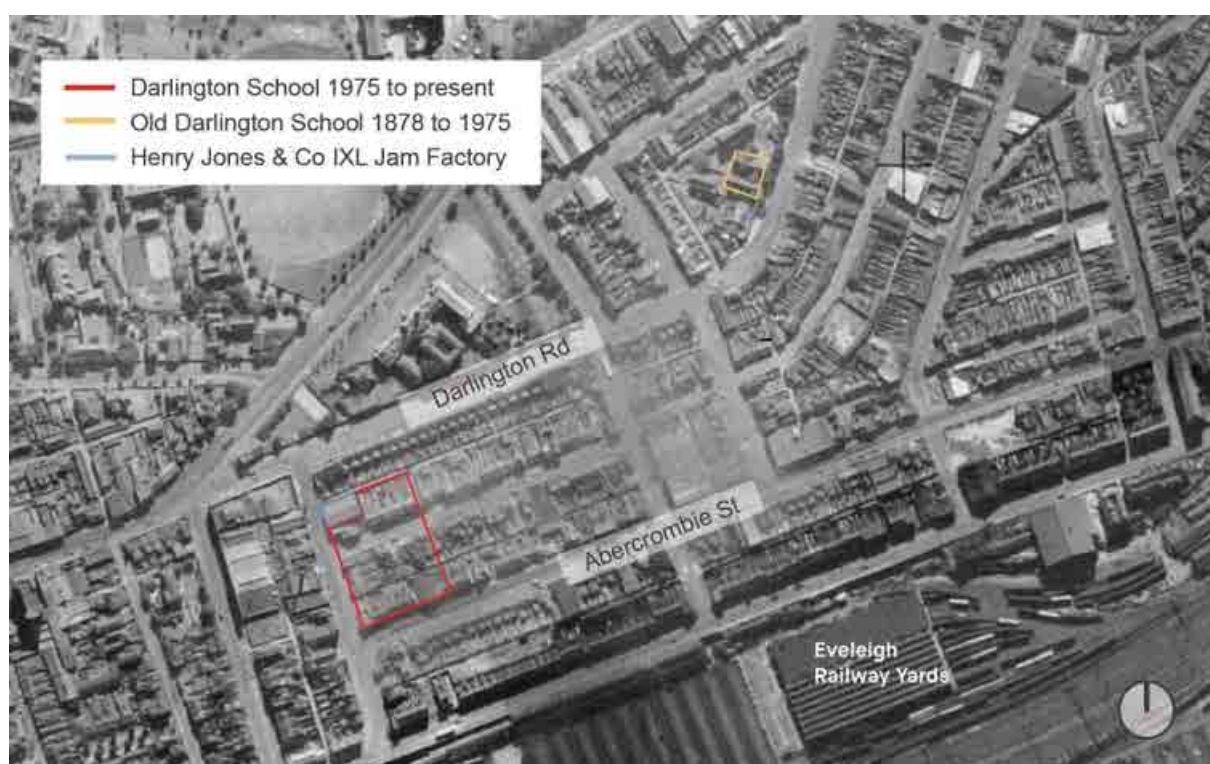 Darlington School 1975 to present
Old Darlington School 1878 to 1975
Henry Jones & Co IXL Jam Factory
Darlington Rd
Abercrombie St
Eveleigh
Railway Yards